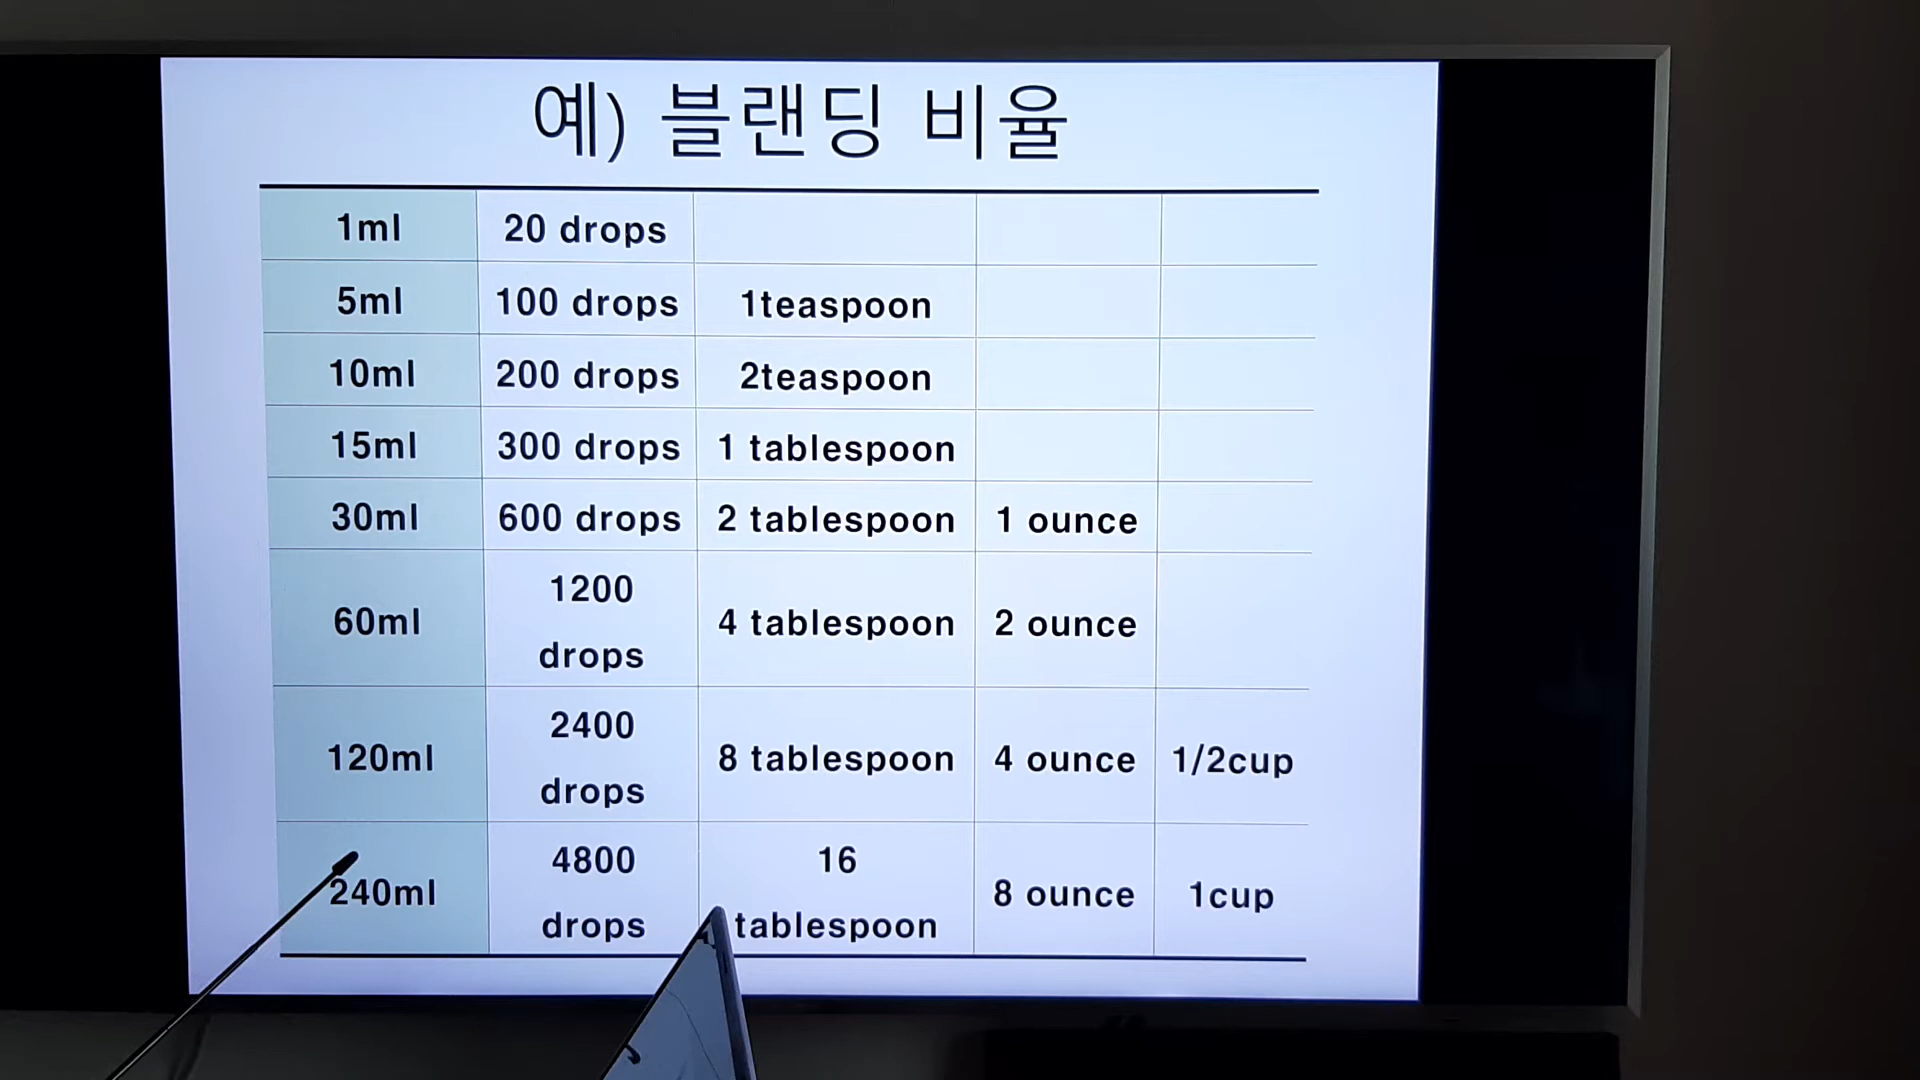 예) 블랜딩 비율
1ml 20 drops
5ml 100 drops 1teaspoon
10ml 200 drops 2teaspoon
15ml 300 drops 1 tablespoon
30ml 600 drops 2 tablespoon 1 ounce
60ml 1200 drops 4 tablespoon 2 ounce
120ml 2400 drops 8 tablespoon 4 ounce 1/2cup
240ml 4800 drops 16 tablespoon 8 ounce 1cup